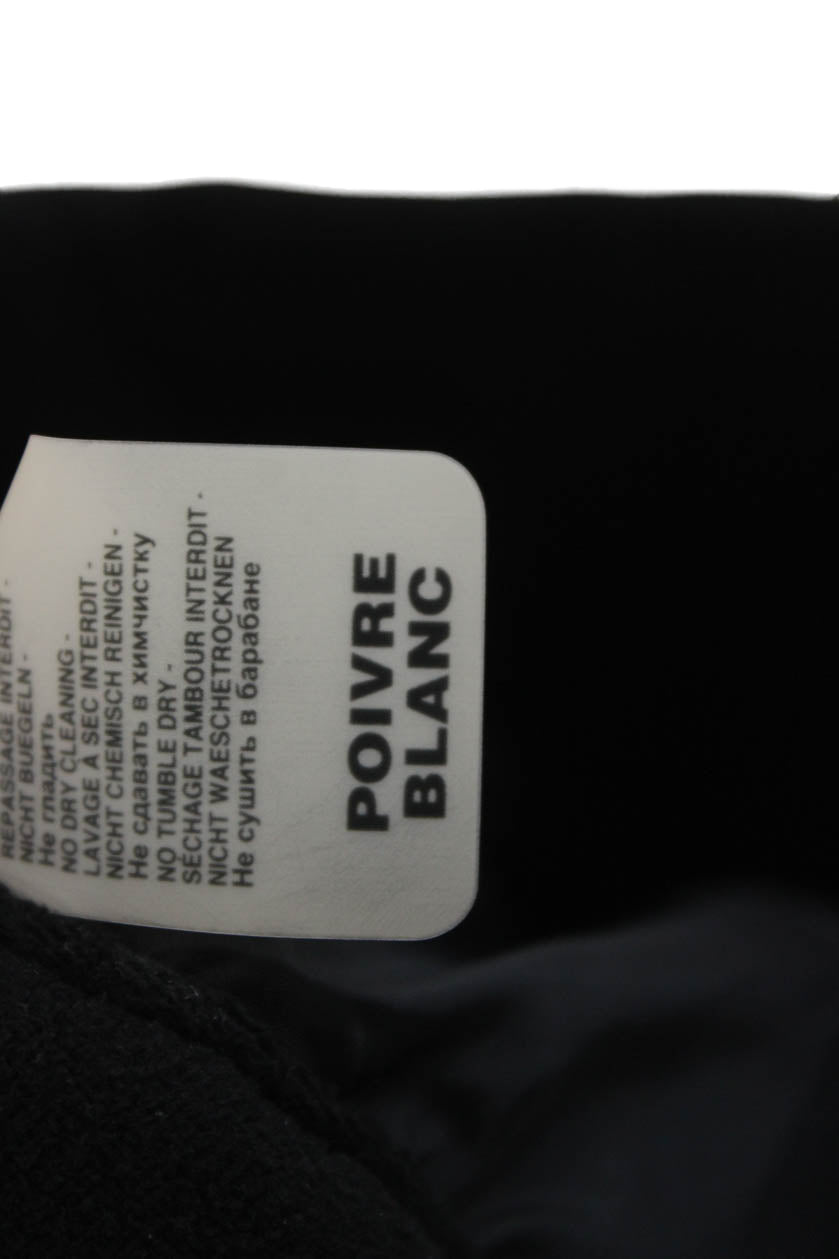 REPASSAGE INTERDIT -
NICHT BUEGELN -
Не гладить
NO DRY CLEANING -
LAVAGE À SEC INTERDIT -
NICHT CHEMISCH REINIGEN -
Не сдавать в химчистку
NO TUMBLE DRY -
SÉCHAGE TAMBOUR INTERDIT -
NICHT WAESCHETROCKNEN
Не сушить в барабане
POIVRE
BLANC